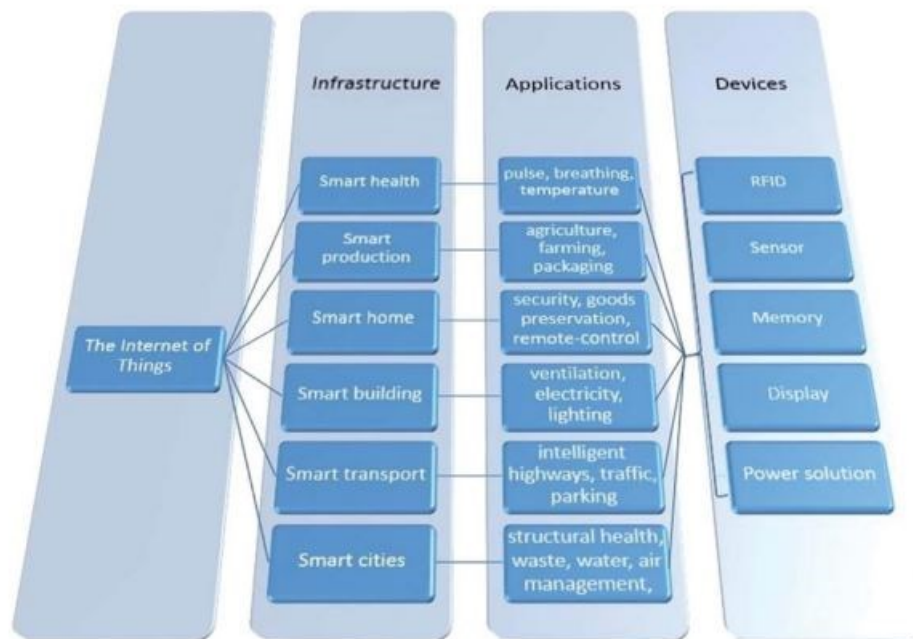 Infrastructure
Applications
Devices
The Internet of
Things
Smart health
Smart
production
Smart home
Smart building
Smart transport
Smart cities
pulse, breathing,
temperature
agriculture,
farming,
packaging
security, goods
preservation,
remote-control
ventilation,
electricity,
lighting
intelligent
highways, traffic,
parking
structural health,
waste, water, air
management,
RFID
Sensor
Memory
Display
Power solution